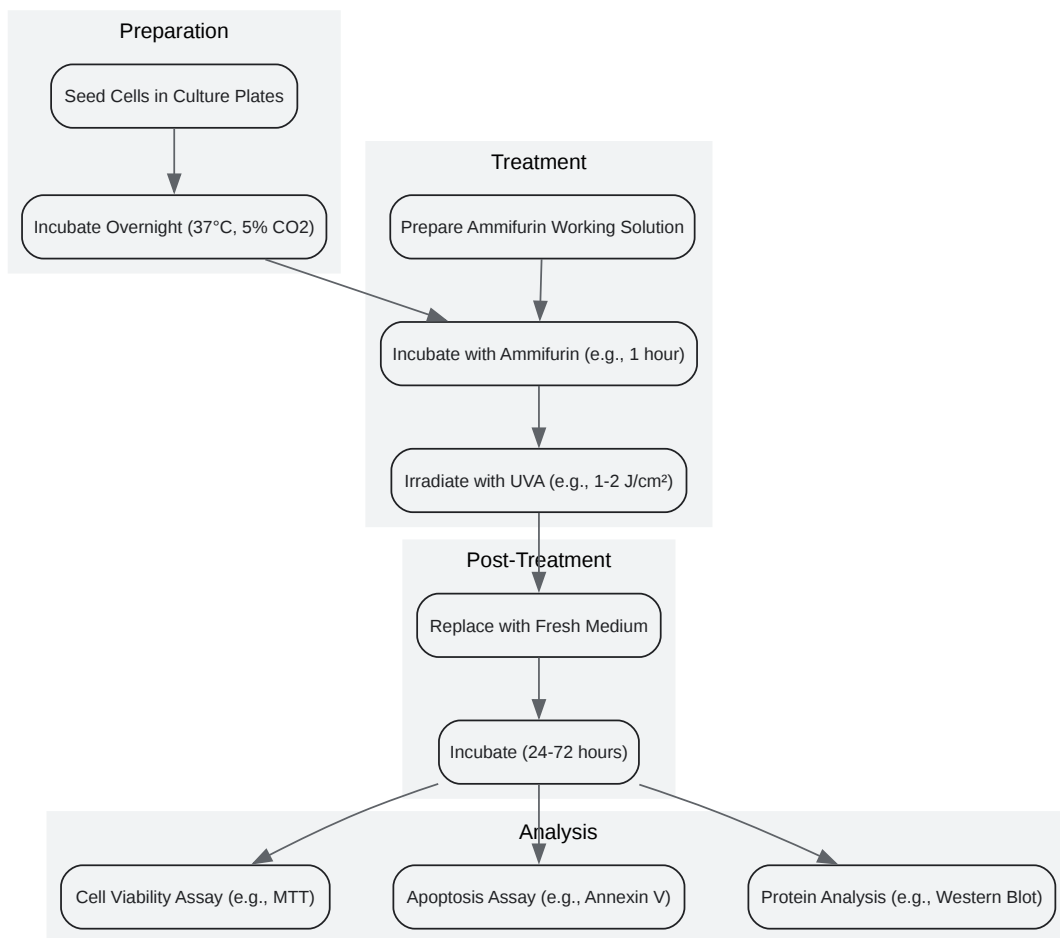 Preparation
Seed Cells in Culture Plates
Incubate Overnight (37°C, 5% CO2)
Treatment
Prepare Ammifurin Working Solution
Incubate with Ammifurin (e.g., 1 hour)
Irradiate with UVA (e.g., 1-2 J/cm²)
Post-Treatment
Replace with Fresh Medium
Incubate (24-72 hours)
Analysis
Cell Viability Assay (e.g., MTT)
Apoptosis Assay (e.g., Annexin V)
Protein Analysis (e.g., Western Blot)